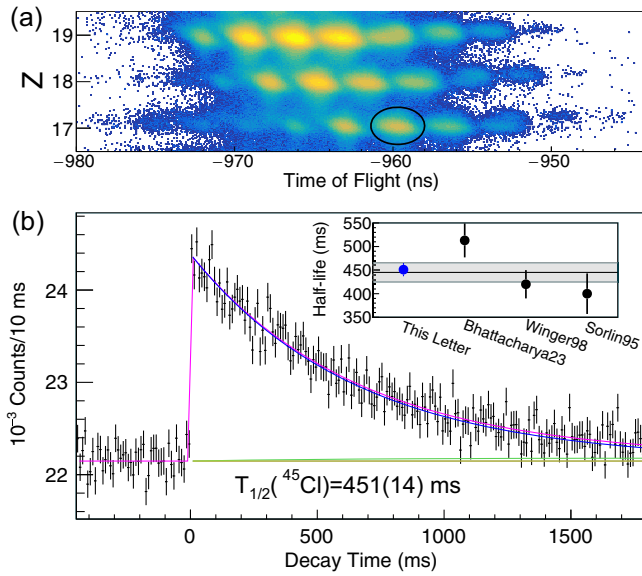 (a)
Z
19
18
17
−980 −970 −960 −950
Time of Flight (ns)
(b)
10⁻³ Counts/10 ms
24
23
22
Half-life (ms)
550
500
450
400
350
This Letter
Bhattacharya23
Winger98
Sorlin95
T₁/₂(⁴⁵Cl)=451(14) ms
0 500 1000 1500
Decay Time (ms)